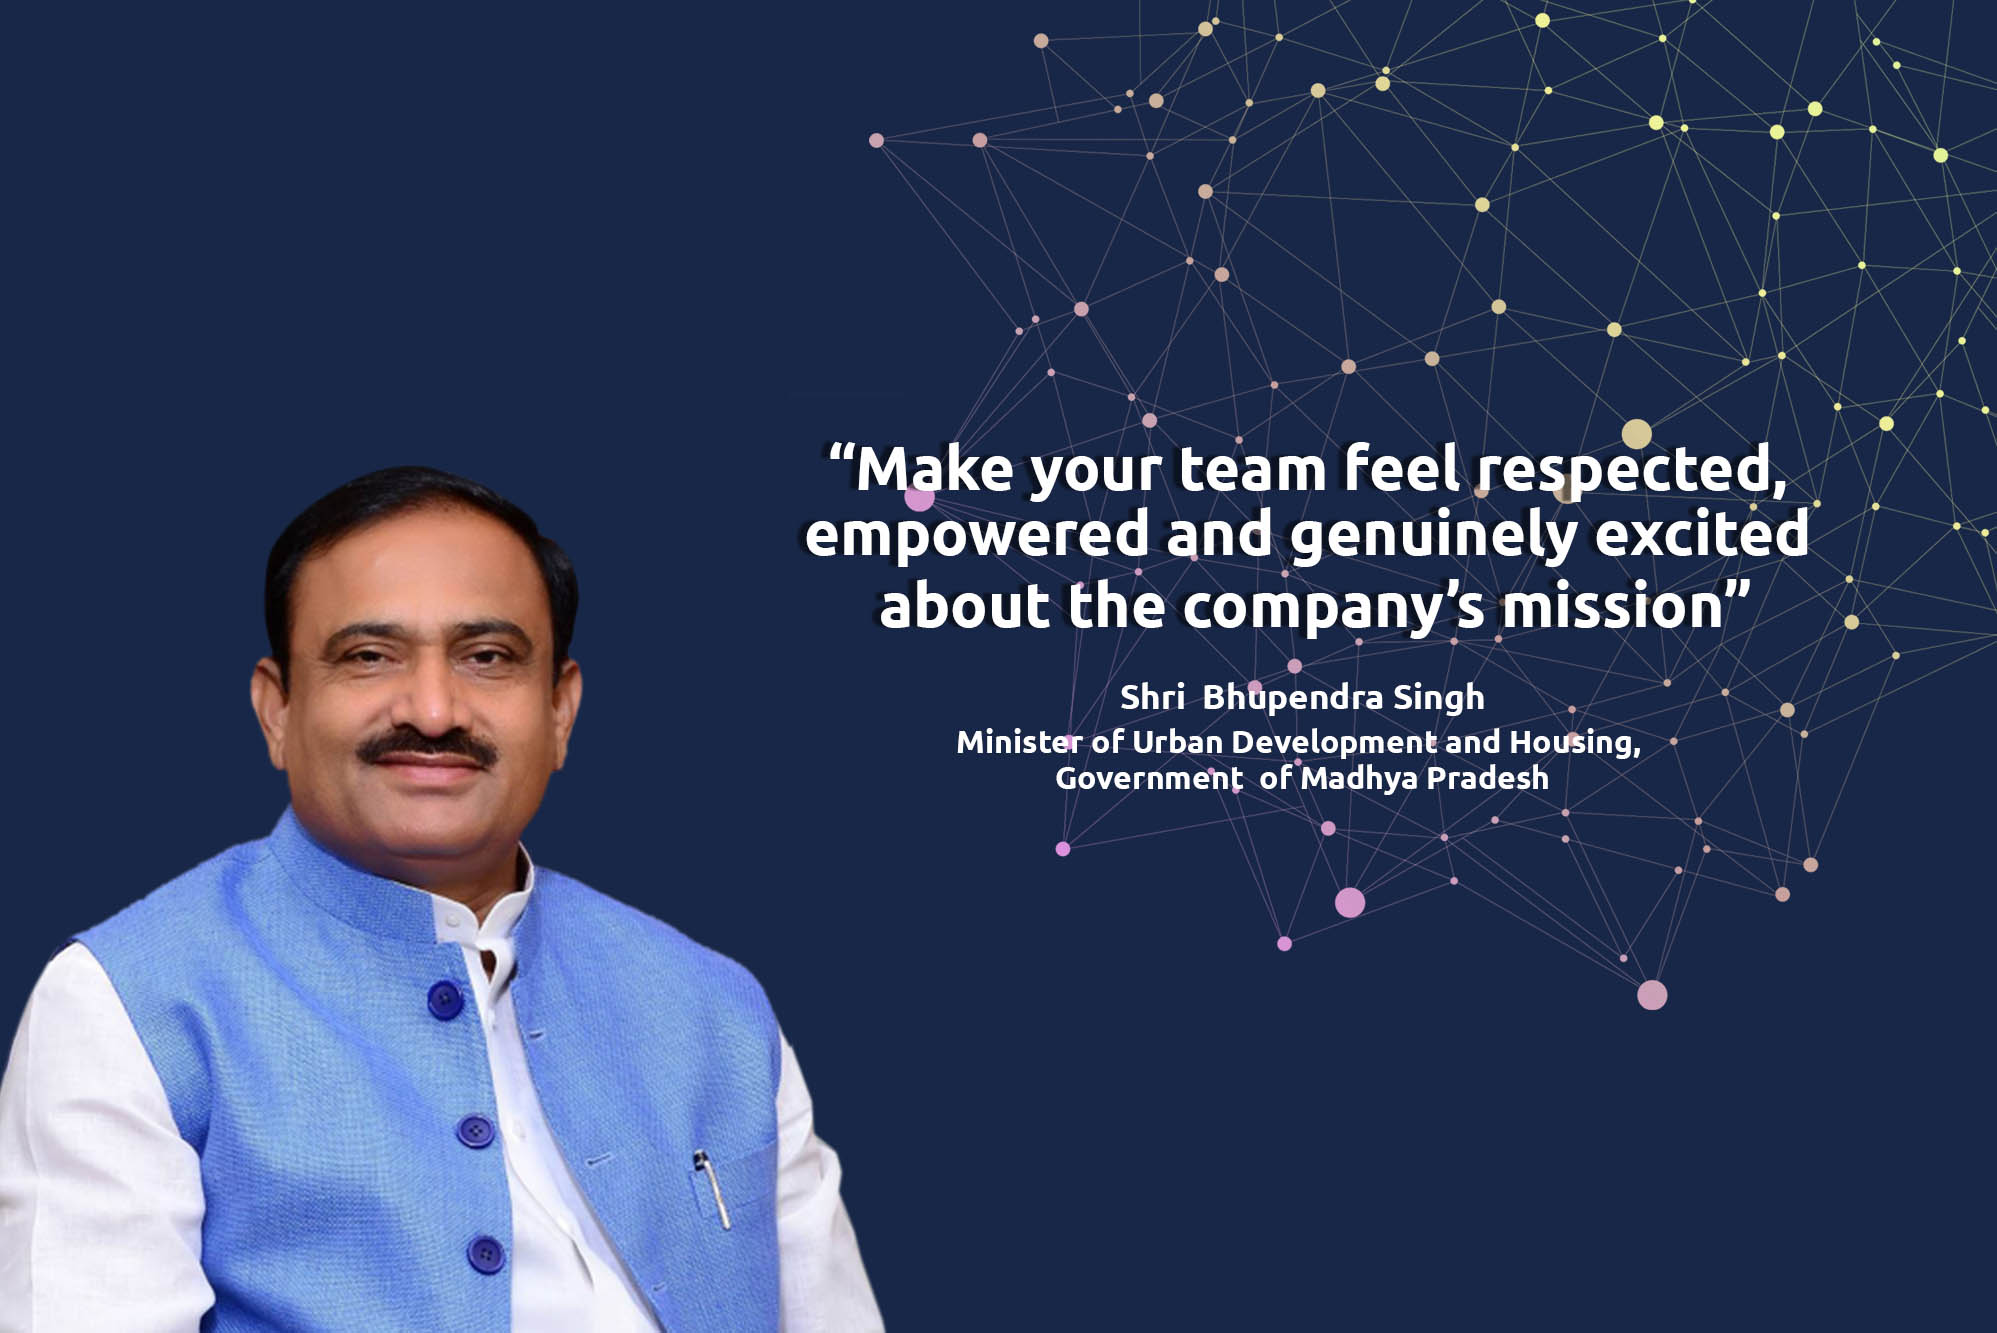 “Make your team feel respected,
empowered and genuinely excited
about the company’s mission”
Shri Bhupendra Singh
Minister of Urban Development and Housing,
Government of Madhya Pradesh